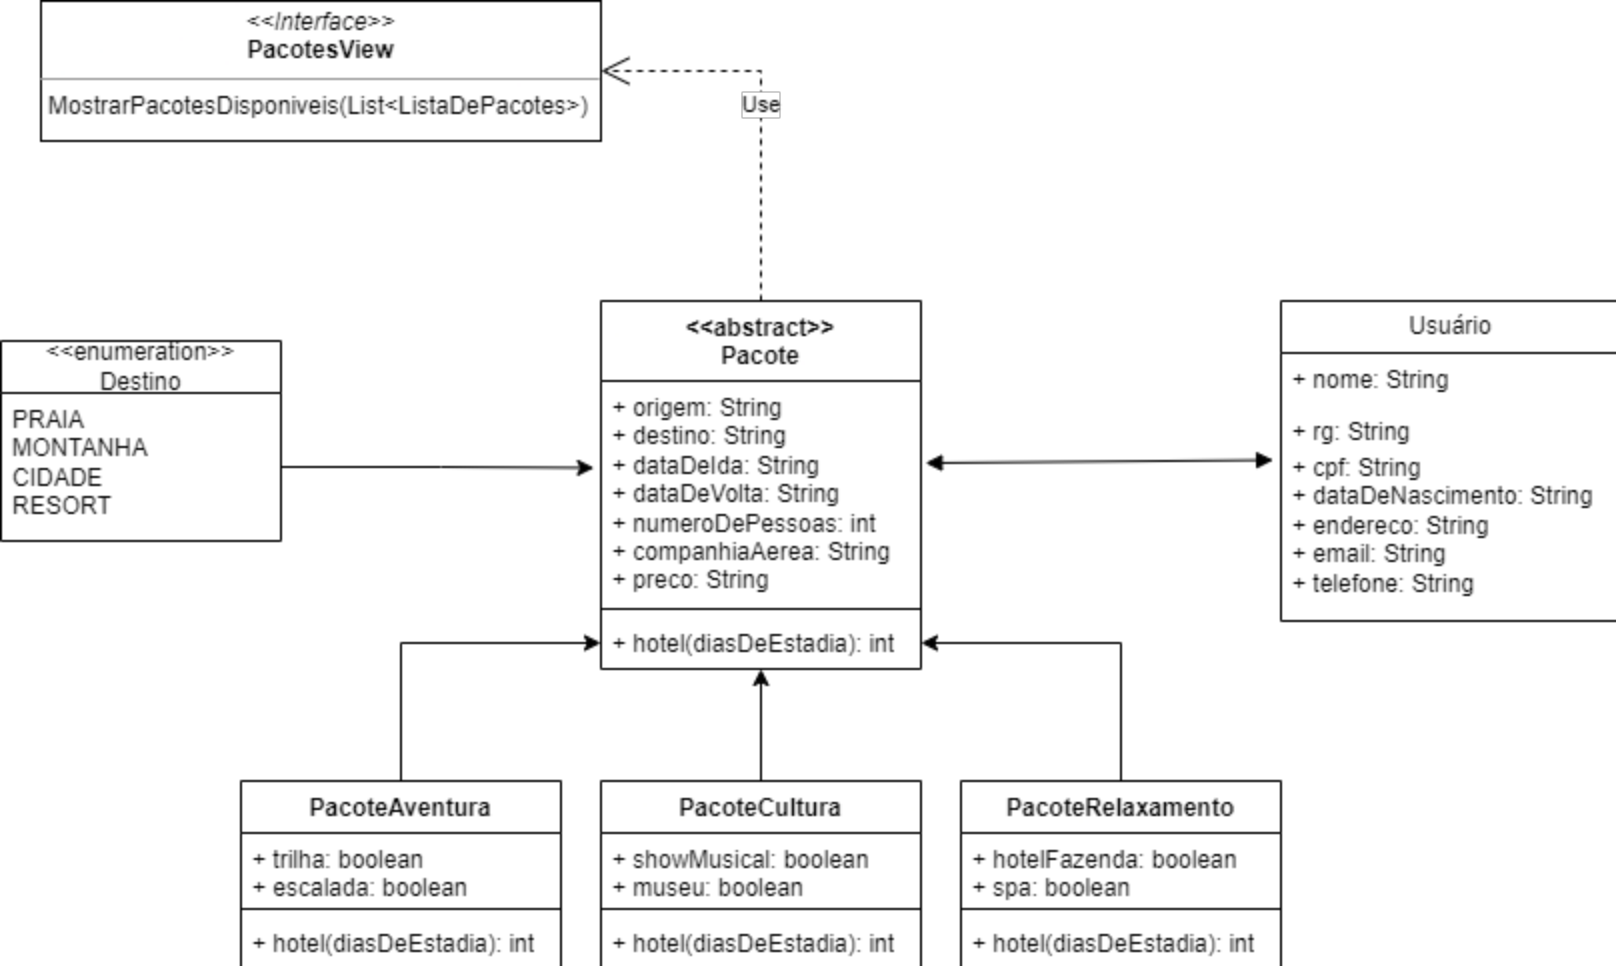 <<Interface>>
PacotesView
MostrarPacotesDisponiveis(List<ListaDePacotes>)
Use
<<enumeration>>
Destino
PRAIA
MONTANHA
CIDADE
RESORT
<<abstract>>
Pacote
+ origem: String
+ destino: String
+ dataDeIda: String
+ dataDeVolta: String
+ numeroDePessoas: int
+ companhiaAerea: String
+ preco: String
+ hotel(diasDeEstadia): int
Usuário
+ nome: String
+ rg: String
+ cpf: String
+ dataDeNascimento: String
+ endereco: String
+ email: String
+ telefone: String
PacoteAventura
+ trilha: boolean
+ escalada: boolean
+ hotel(diasDeEstadia): int
PacoteCultura
+ showMusical: boolean
+ museu: boolean
+ hotel(diasDeEstadia): int
PacoteRelaxamento
+ hotelFazenda: boolean
+ spa: boolean
+ hotel(diasDeEstadia): int